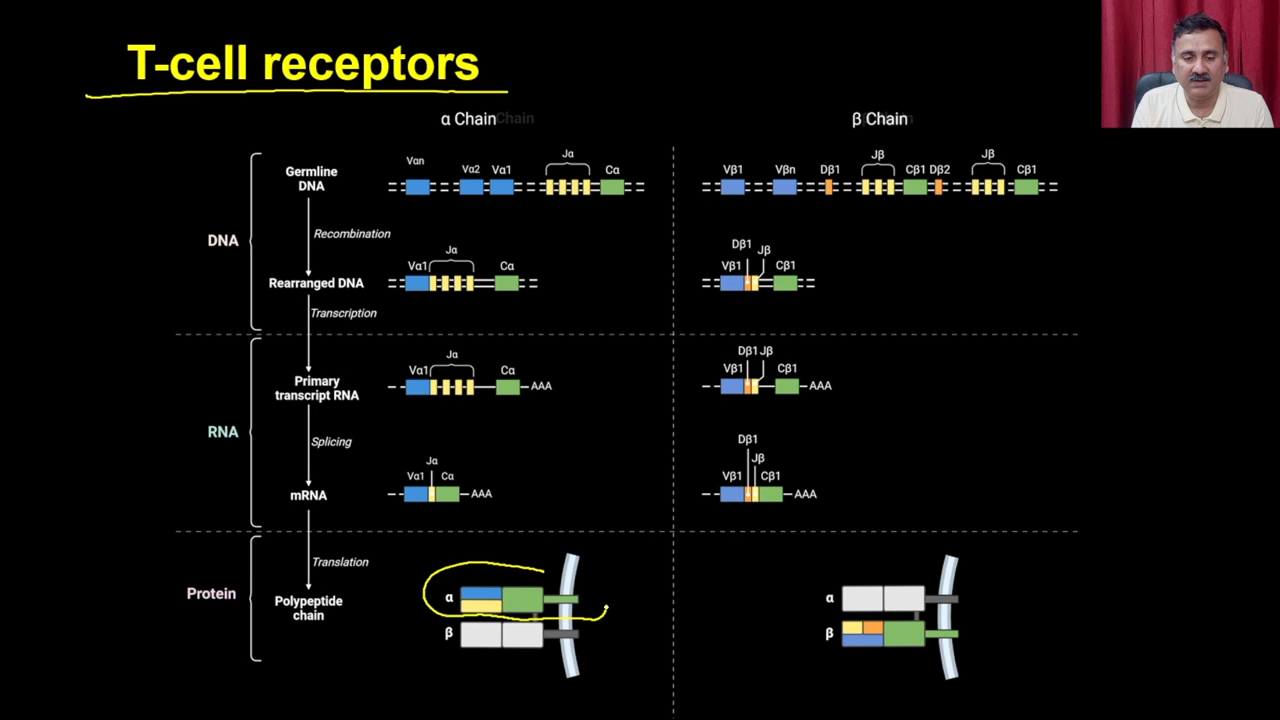 T-cell receptors
α Chain Chain
β Chain
Germline DNA
Vαn Vα2 Vα1 Jα Cα
Vβ1 Vβn Dβ1 Jβ Cβ1 Dβ2 Jβ Cβ1
DNA
Recombination
Rearranged DNA
Vα1 Jα Cα
Vβ1 Dβ1 Jβ Cβ1
Transcription
RNA
Primary transcript RNA
Vα1 Jα Cα AAA
Vβ1 Dβ1 Jβ Cβ1 AAA
Splicing
mRNA
Vα1 Jα Cα AAA
Vβ1 Dβ1 Jβ Cβ1 AAA
Protein
Translation
Polypeptide chain
α
β
α
β